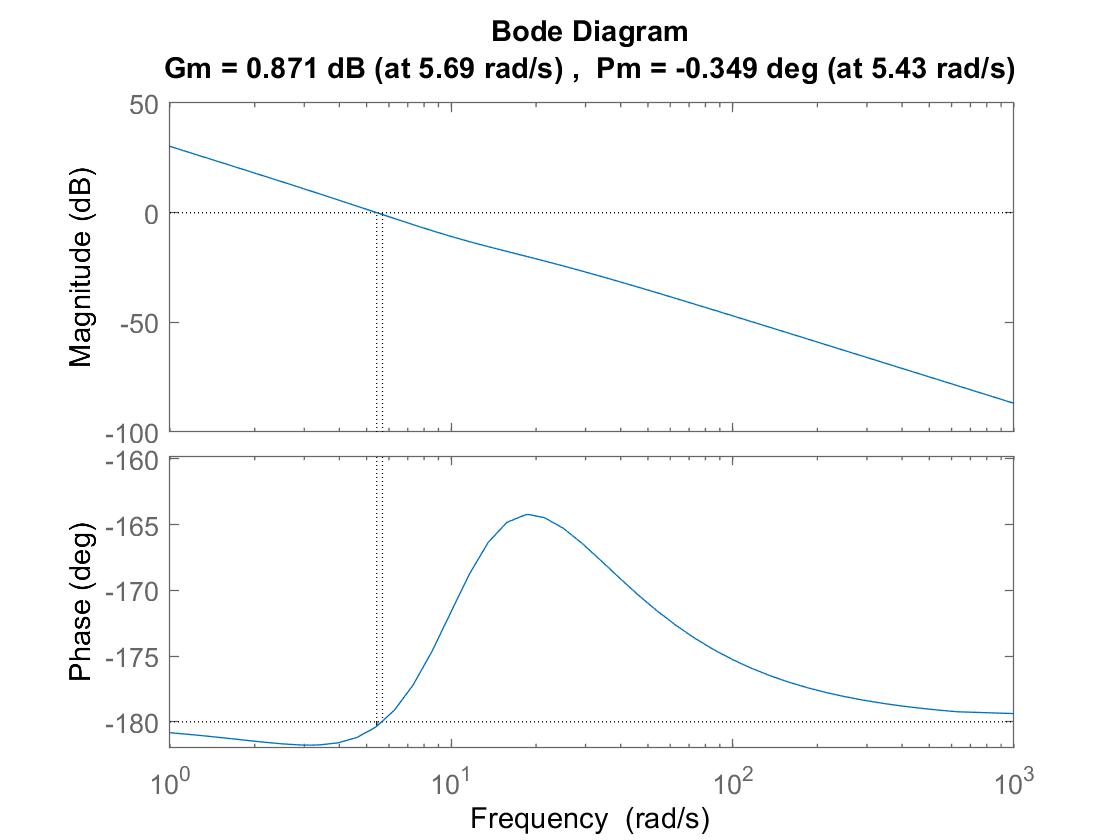 Bode Diagram
Gm = 0.871 dB (at 5.69 rad/s) ,  Pm = -0.349 deg (at 5.43 rad/s)
50
0
-50
-100
Magnitude (dB)
-160
-165
-170
-175
-180
Phase (deg)
10^0
10^1
10^2
10^3
Frequency  (rad/s)